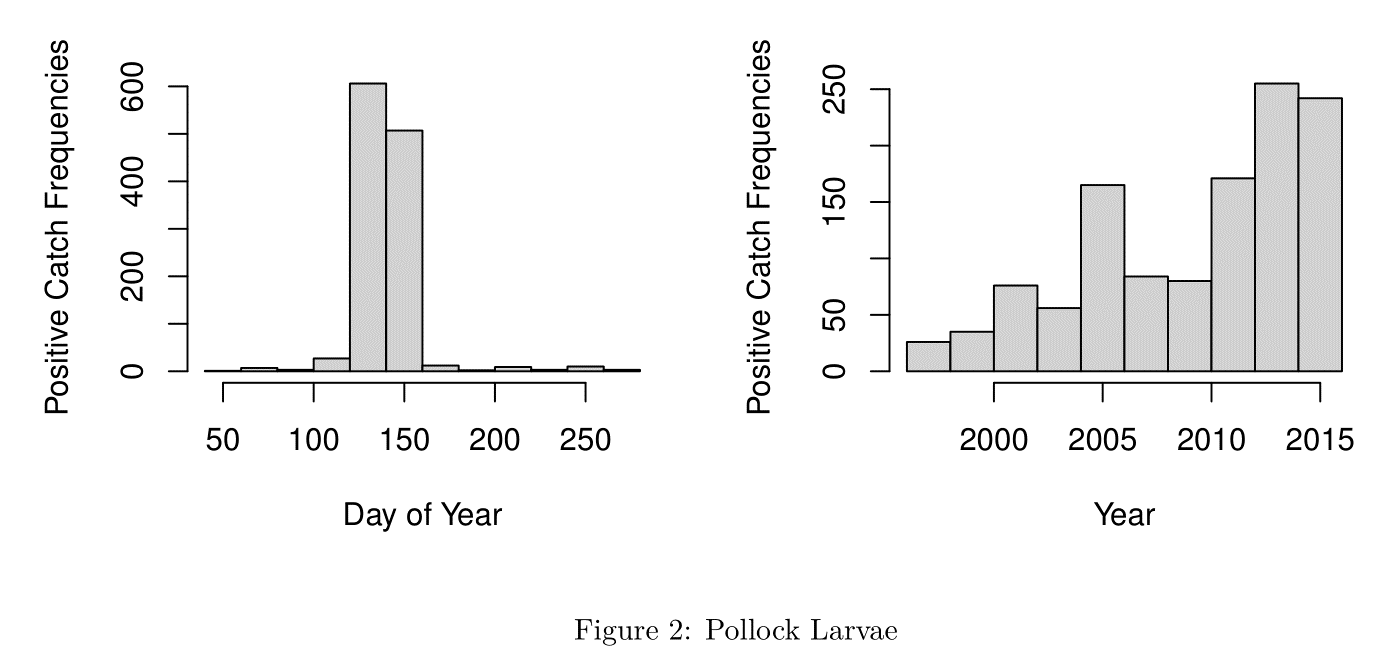 Positive Catch Frequencies
600
400
200
0
50 100 150 200 250
Day of Year
Positive Catch Frequencies
250
150
50
0
2000 2005 2010 2015
Year
Figure 2: Pollock Larvae